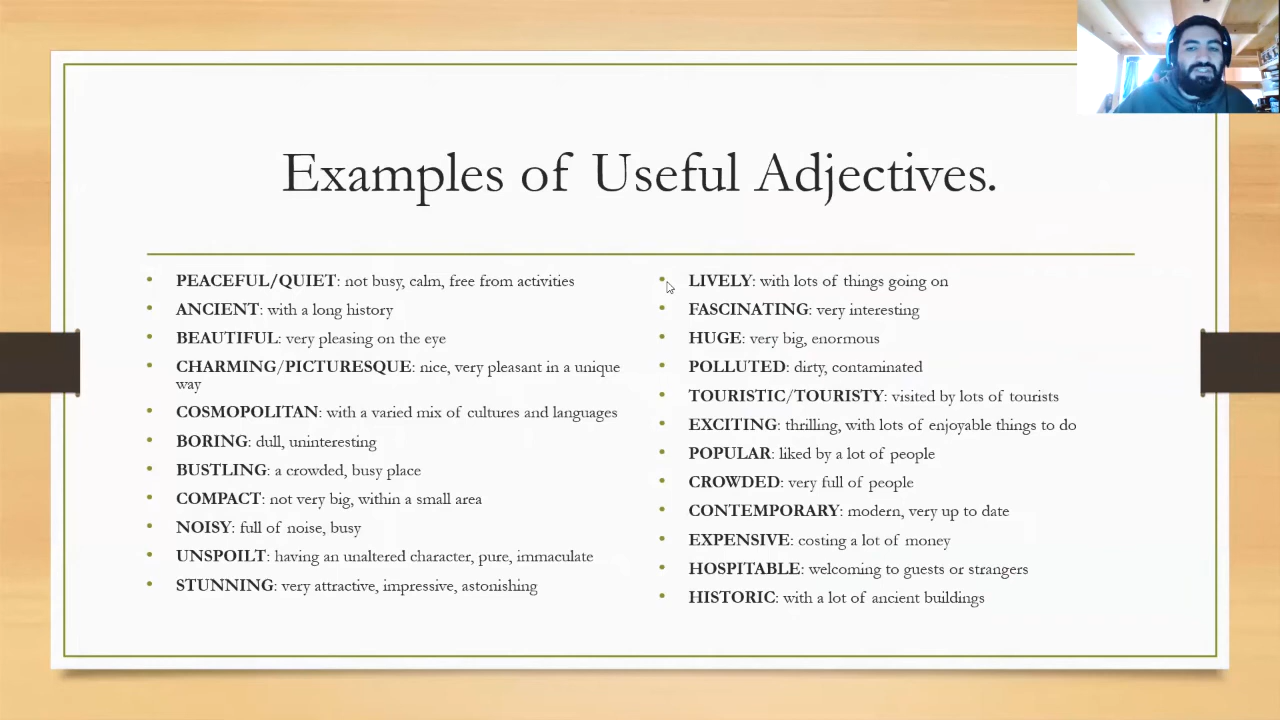 Examples of Useful Adjectives.
PEACEFUL/QUIET: not busy, calm, free from activities
ANCIENT: with a long history
BEAUTIFUL: very pleasing on the eye
CHARMING/PICTURESQUE: nice, very pleasant in a unique
way
COSMOPOLITAN: with a varied mix of cultures and languages
BORING: dull, uninteresting
BUSTLING: a crowded, busy place
COMPACT: not very big, within a small area
NOISY: full of noise, busy
UNSPOILT: having an unaltered character, pure, immaculate
STUNNING: very attractive, impressive, astonishing
LIVELY: with lots of things going on
FASCINATING: very interesting
HUGE: very big, enormous
POLLUTED: dirty, contaminated
TOURISTIC/TOURISTY: visited by lots of tourists
EXCITING: thrilling, with lots of enjoyable things to do
POPULAR: liked by a lot of people
CROWDED: very full of people
CONTEMPORARY: modern, very up to date
EXPENSIVE: costing a lot of money
HOSPITABLE: welcoming to guests or strangers
HISTORIC: with a lot of ancient buildings